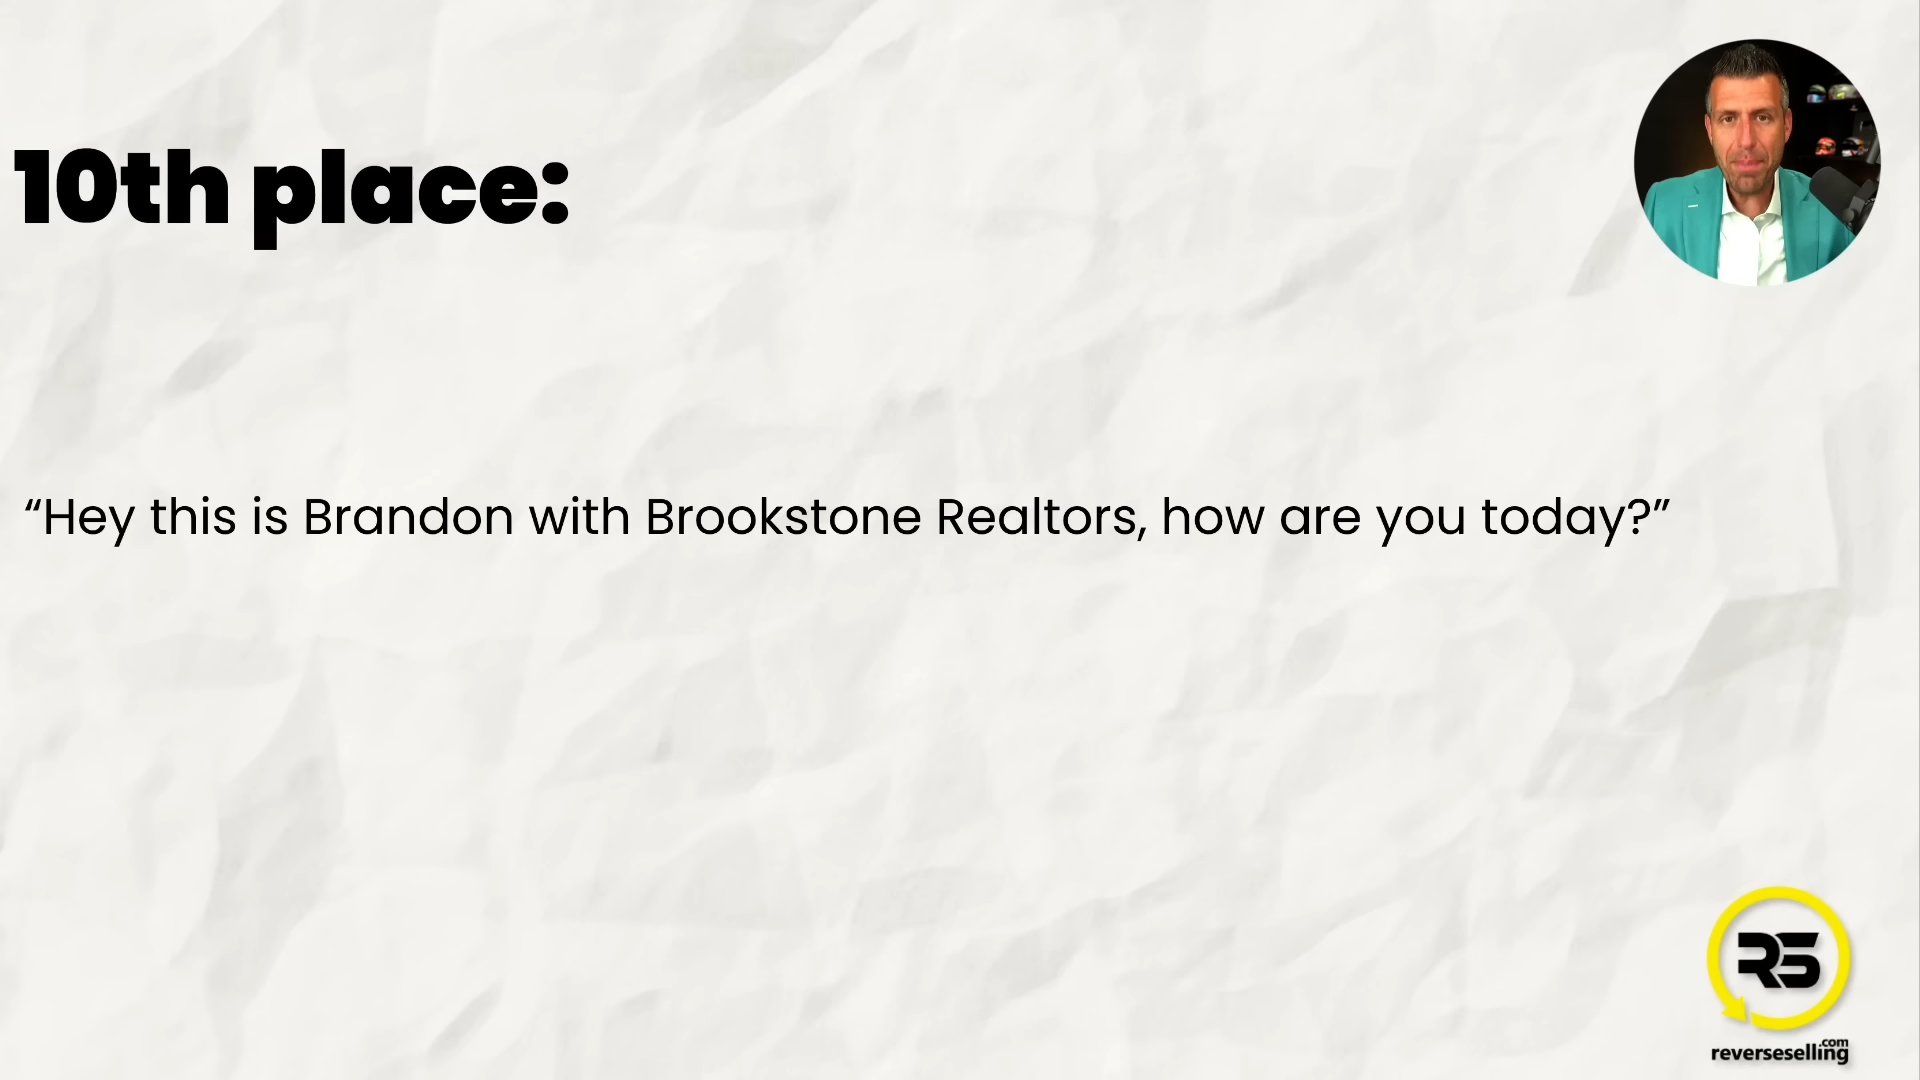 10th place:
“Hey this is Brandon with Brookstone Realtors, how are you today?”
RS
reverseselling.com